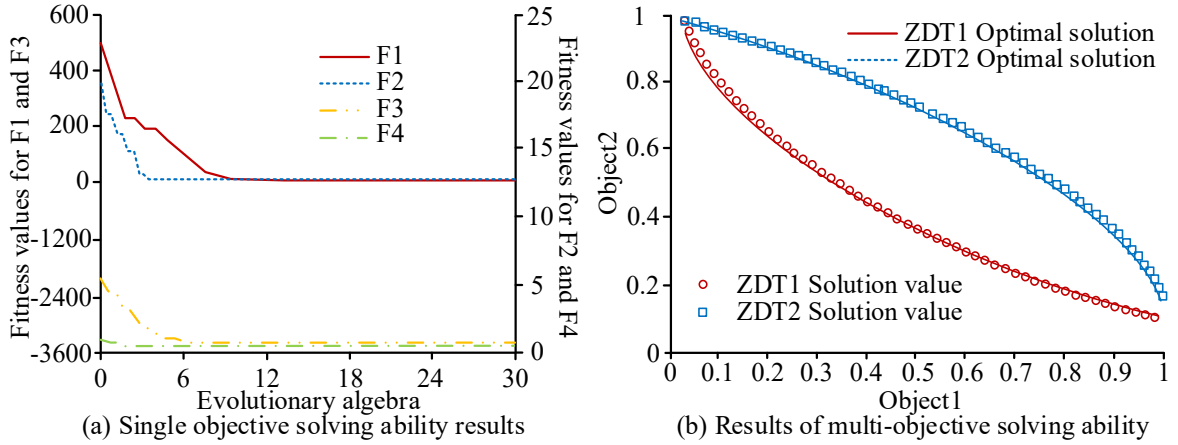 600
400
200
0
-1200
-2400
-3600
Fitness values for F1 and F3
25
20
15
10
5
0
Fitness values for F2 and F4
F1
F2
F3
F4
0 6 12 18 24 30
Evolutionary algebra
(a) Single objective solving ability results
1
0.8
0.6
0.4
0.2
0
Object2
ZDT1 Optimal solution
ZDT2 Optimal solution
ZDT1 Solution value
ZDT2 Solution value
0 0.1 0.2 0.3 0.4 0.5 0.6 0.7 0.8 0.9 1
Object1
(b) Results of multi-objective solving ability